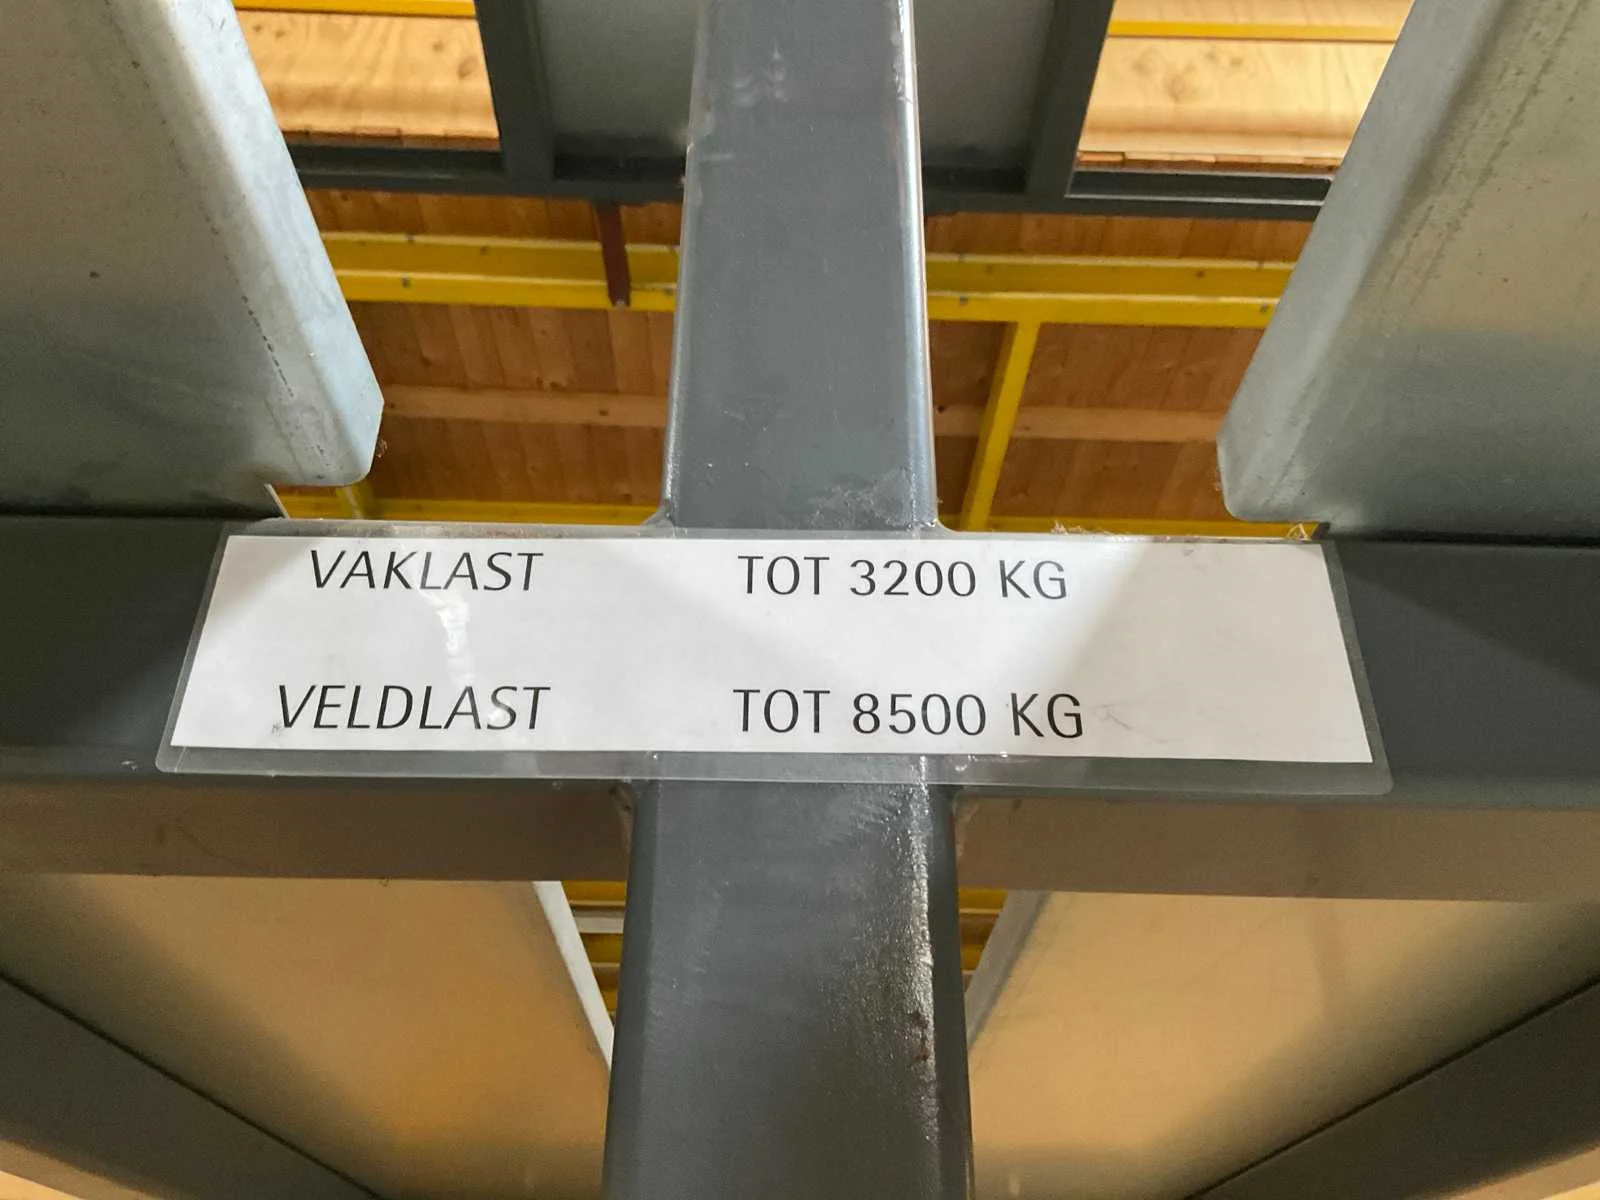 VAKLAST TOT 3200 KG
VELDLAST TOT 8500 KG